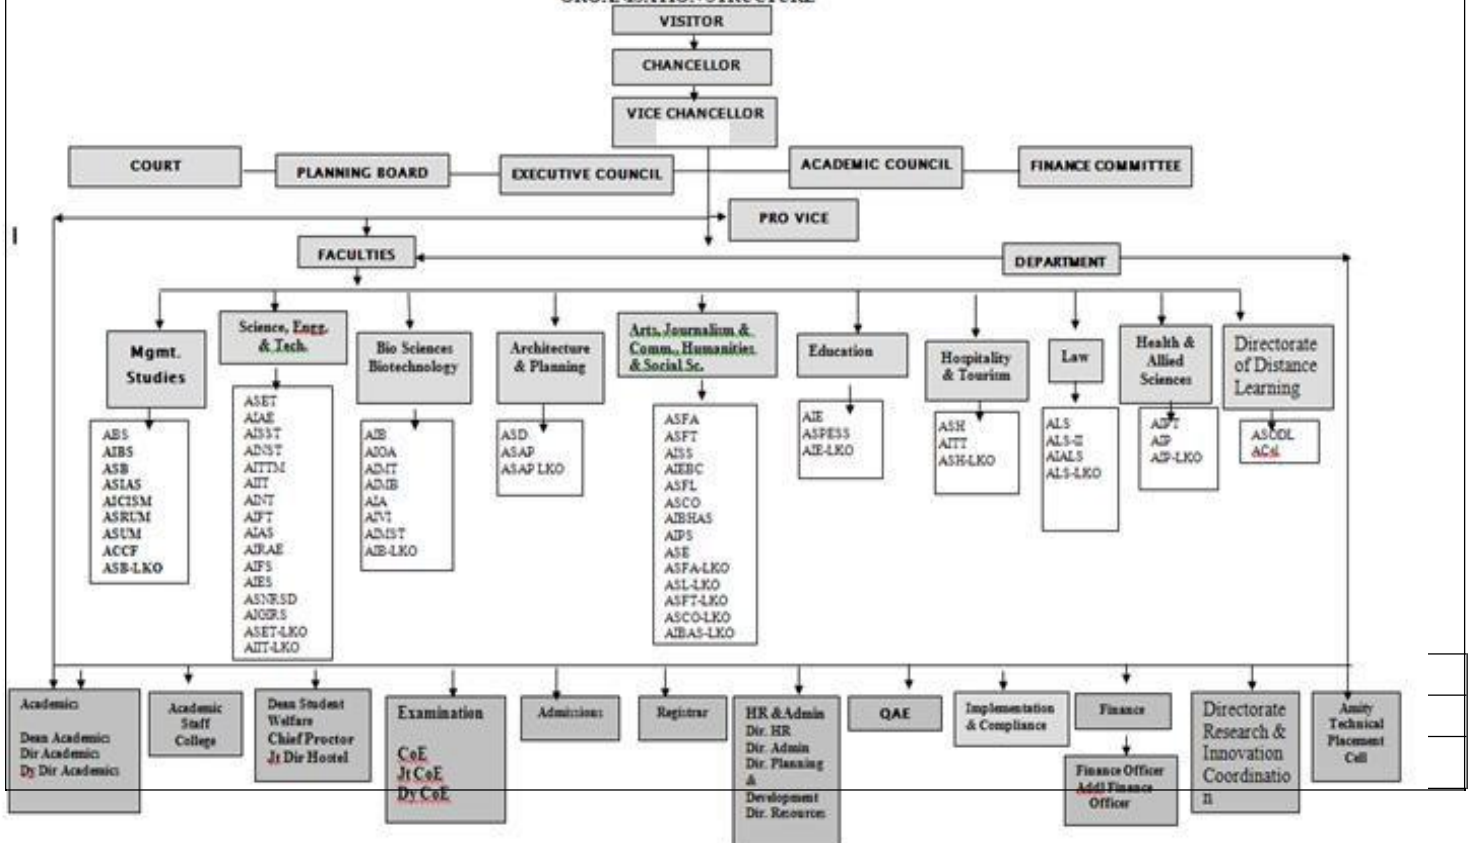 VISITOR
CHANCELLOR
VICE CHANCELLOR
COURT
PLANNING BOARD
EXECUTIVE COUNCIL
ACADEMIC COUNCIL
FINANCE COMMITTEE
PRO VICE
FACULTIES
DEPARTMENT
Mgmt.
Studies
ABS
AIBS
ASB
ASIAS
AICISM
ASRUM
ASUM
ACCF
ASB-LKO
Science, Engg.
& Tech.
ASET
AIAE
AISST
AINST
AITTM
AIIT
AINT
AIFT
AIAS
AIRAE
AIFS
AIES
ASNRSD
AIGIRS
ASET-LKO
AIIT-LKO
Bio Sciences
Biotechnology
AIB
AIOA
AIMT
AIMB
AIA
AIVI
AIMST
AIB-LKO
Architecture
& Planning
ASD
ASAP
ASAP LKO
Arts, Journalism &
Comm., Humanities
& Social Sc.
ASFA
ASFT
AISS
AIEBC
ASFL
ASCO
AIBHAS
AIPS
ASE
ASFA-LKO
ASL-LKO
ASFT-LKO
ASCO-LKO
AIBAS-LKO
Education
AIE
ASPESS
AIE-LKO
Hospitality
& Tourism
ASH
AITT
ASH-LKO
Law
ALS
ALS-II
AIALS
ALS-LKO
Health &
Allied
Sciences
AIPT
AIP
AIP-LKO
Directorate
of Distance
Learning
ASODL
Academics
Dean Academics
Dir Academics
Dy Dir Academics
Academic
Staff
College
Dean Student
Welfare
Chief Proctor
Jt Dir Hostel
Examination
CoE
Jt CoE
Dy CoE
Admissions
Registrar
HR & Admin
Dir. HR
Dir. Admin
Dir. Planning
&
Development
Dir. Resources
QAE
Implementation
& Compliance
Finance
Finance Officer
Addl Finance
Officer
Directorate
Research &
Innovation
Coordinatio
n
Amity
Technical
Placement
Cell